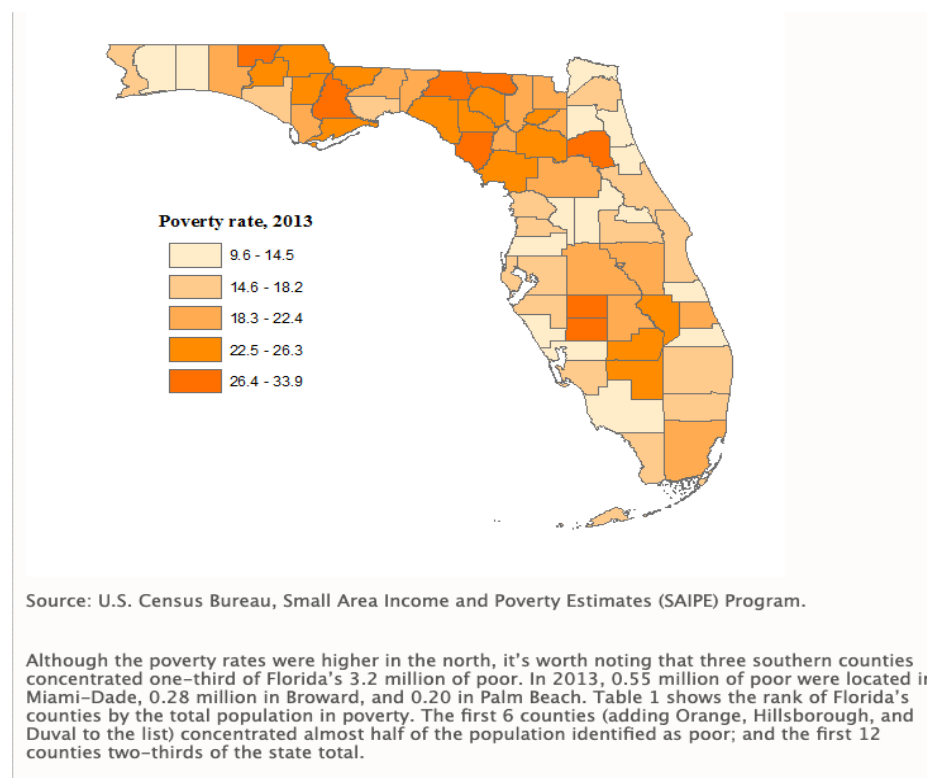 Poverty rate, 2013
9.6 - 14.5
14.6 - 18.2
18.3 - 22.4
22.5 - 26.3
26.4 - 33.9
Source: U.S. Census Bureau, Small Area Income and Poverty Estimates (SAIPE) Program.
Although the poverty rates were higher in the north, it's worth noting that three southern counties
concentrated one-third of Florida's 3.2 million of poor. In 2013, 0.55 million of poor were located in
Miami-Dade, 0.28 million in Broward, and 0.20 in Palm Beach. Table 1 shows the rank of Florida's
counties by the total population in poverty. The first 6 counties (adding Orange, Hillsborough, and
Duval to the list) concentrated almost half of the population identified as poor; and the first 12
counties two-thirds of the state total.